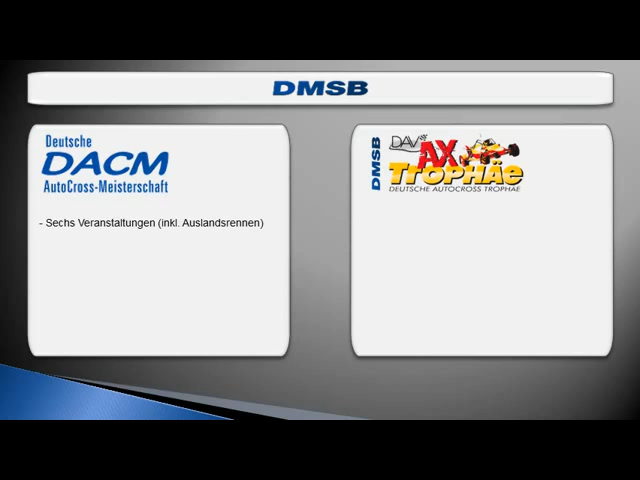 DMSB
Deutsche
DACM
AutoCross-Meisterschaft
- Sechs Veranstaltungen (inkl. Auslandsrennen)
DMSB
DAV
AX
TROPHÄe
DEUTSCHE AUTOCROSS TROPHAE